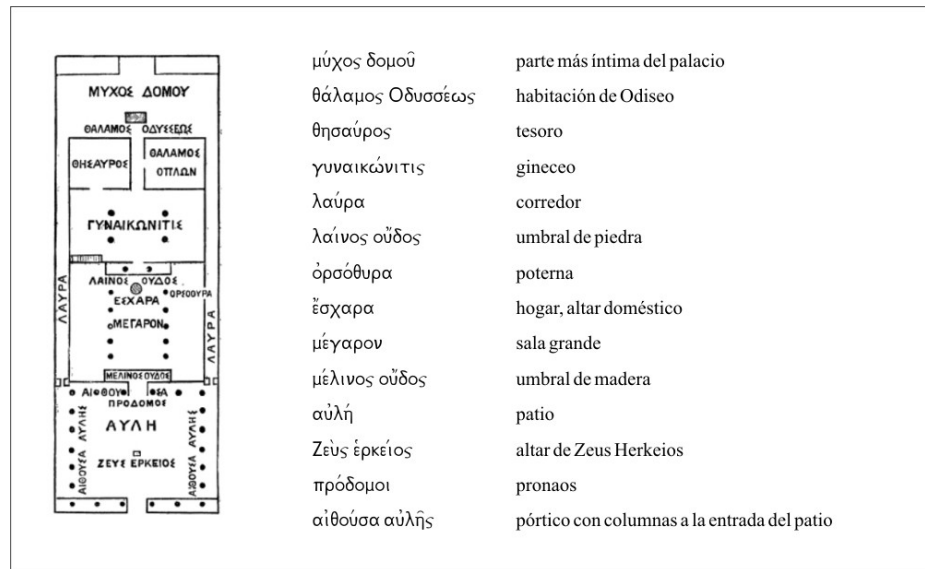 ΜΥΧΟΣ ΔΟΜΟΥ
ΘΑΛΑΜΟΣ ΟΔΥΣΣΕΩΣ
ΘΗΣΑΥΡΟΣ
ΘΑΛΑΜΟΣ
ΟΠΛΩΝ
ΓΥΝΑΙΚΩΝΙΤΙΣ
ΛΑΙΝΟΣ ΟΥΔΟΣ
ΟΡΣΟΘΥΡΑ
ΕΣΧΑΡΑ
ΛΑΥΡΑ
ΜΕΓΑΡΟΝ
ΛΑΥΡΑ
ΜΕΛΙΝΟΣ ΟΥΔΟΣ
ΑΙΘΟΥΣΑ
ΠΡΟΔΟΜΟΣ
ΑΥΛΗ
ΑΙΘΟΥΣΑ ΑΥΛΗΣ
ΑΙΘΟΥΣΑ ΑΥΛΗΣ
ΖΕΥΣ ΕΡΚΕΙΟΣ
μύχος δομοῦ parte más íntima del palacio
θάλαμος Οδυσσέως habitación de Odiseo
θησαύρος tesoro
γυναικώνιτις gineceo
λαύρα corredor
λαίνος οὔδος umbral de piedra
ὀρσόθυρα poterna
ἔσχαρα hogar, altar doméstico
μέγαρον sala grande
μέλινος οὔδος umbral de madera
αὐλή patio
Ζεὺς ἑρκείος altar de Zeus Herkeios
πρόδομοι pronaos
αἰθούσα αὐλῆς pórtico con columnas a la entrada del patio